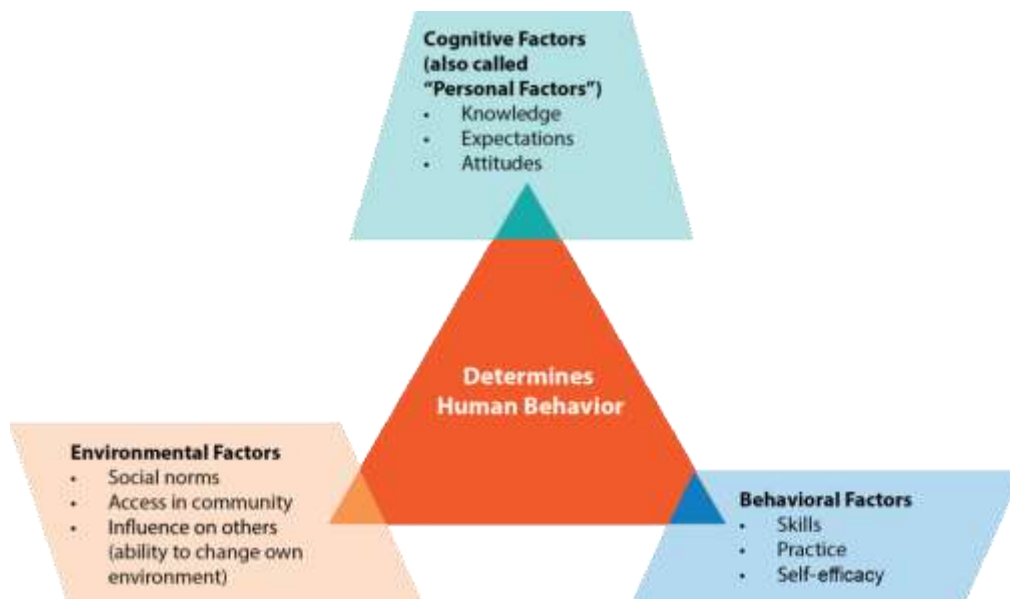 Cognitive Factors
(also called
“Personal Factors”)
• Knowledge
• Expectations
• Attitudes
Determines
Human Behavior
Environmental Factors
• Social norms
• Access in community
• Influence on others
(ability to change own
environment)
Behavioral Factors
• Skills
• Practice
• Self-efficacy